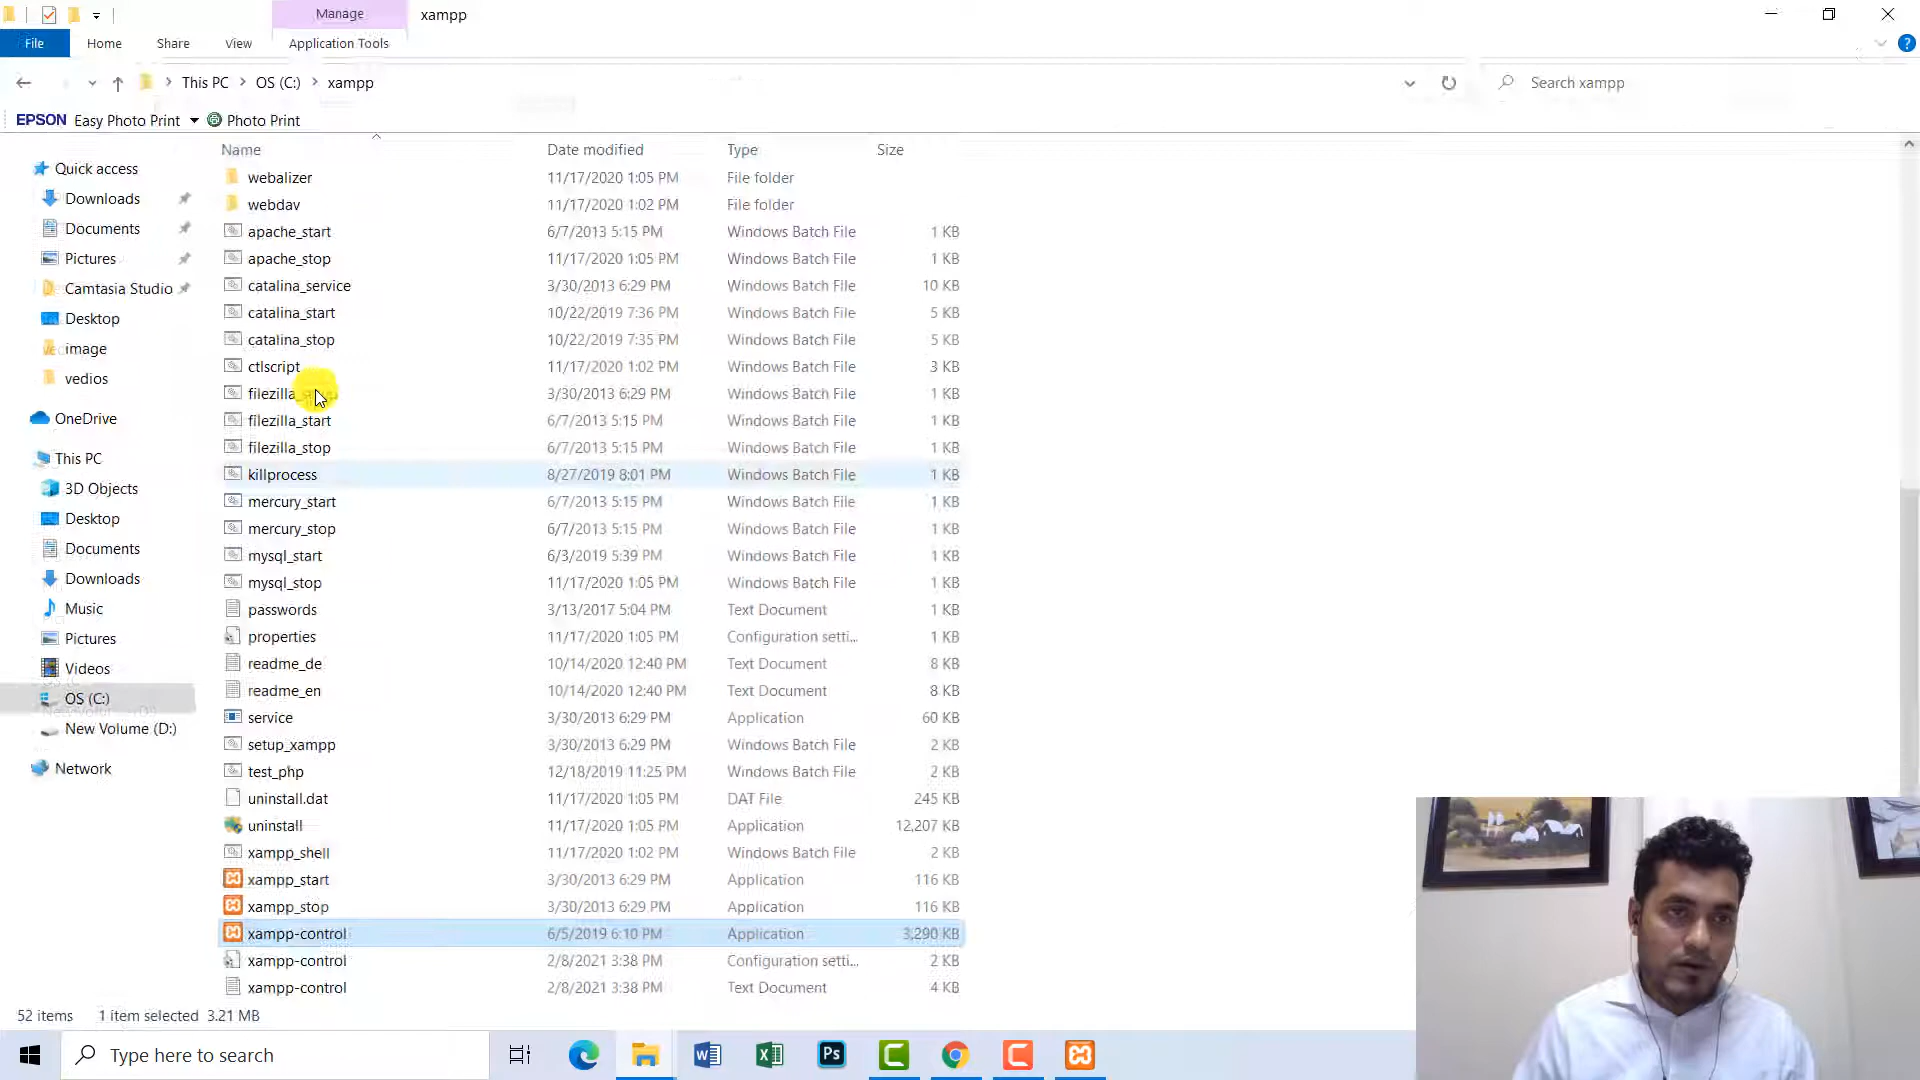 Manage
xampp
File
Home
Share
View
Application Tools
This PC
OS (C:)
xampp
Search xampp
EPSON Easy Photo Print
Photo Print
Name Date modified Type Size
webalizer 11/17/2020 1:05 PM File folder
webdav 11/17/2020 1:02 PM File folder
apache_start 6/7/2013 5:15 PM Windows Batch File 1 KB
apache_stop 11/17/2020 1:05 PM Windows Batch File 1 KB
catalina_service 3/30/2013 6:29 PM Windows Batch File 10 KB
catalina_start 10/22/2019 7:36 PM Windows Batch File 5 KB
catalina_stop 10/22/2019 7:35 PM Windows Batch File 5 KB
ctlscript 11/17/2020 1:02 PM Windows Batch File 3 KB
filezilla 3/30/2013 6:29 PM Windows Batch File 1 KB
filezilla_start 6/7/2013 5:15 PM Windows Batch File 1 KB
filezilla_stop 6/7/2013 5:15 PM Windows Batch File 1 KB
killprocess 8/27/2019 8:01 PM Windows Batch File 1 KB
mercury_start 6/7/2013 5:15 PM Windows Batch File 1 KB
mercury_stop 6/7/2013 5:15 PM Windows Batch File 1 KB
mysql_start 6/3/2019 5:39 PM Windows Batch File 1 KB
mysql_stop 11/17/2020 1:05 PM Windows Batch File 1 KB
passwords 3/13/2017 5:04 PM Text Document 1 KB
properties 11/17/2020 1:05 PM Configuration setti... 1 KB
readme_de 10/14/2020 12:40 PM Text Document 8 KB
readme_en 10/14/2020 12:40 PM Text Document 8 KB
service 3/30/2013 6:29 PM Application 60 KB
setup_xampp 3/30/2013 6:29 PM Windows Batch File 2 KB
test_php 12/18/2019 11:25 PM Windows Batch File 2 KB
uninstall.dat 11/17/2020 1:05 PM DAT File 245 KB
uninstall 11/17/2020 1:05 PM Application 12,207 KB
xampp_shell 11/17/2020 1:02 PM Windows Batch File 2 KB
xampp_start 3/30/2013 6:29 PM Application 116 KB
xampp_stop 3/30/2013 6:29 PM Application 116 KB
xampp-control 6/5/2019 6:10 PM Application 3,290 KB
xampp-control 2/8/2021 3:38 PM Configuration setti... 2 KB
xampp-control 2/8/2021 3:38 PM Text Document 4 KB
Quick access
Downloads
Documents
Pictures
Camtasia Studio
Desktop
image
vedios
OneDrive
This PC
3D Objects
Desktop
Documents
Downloads
Music
Pictures
Videos
OS (C:)
New Volume (D:)
Network
52 items 1 item selected 3.21 MB
Type here to search
Ps